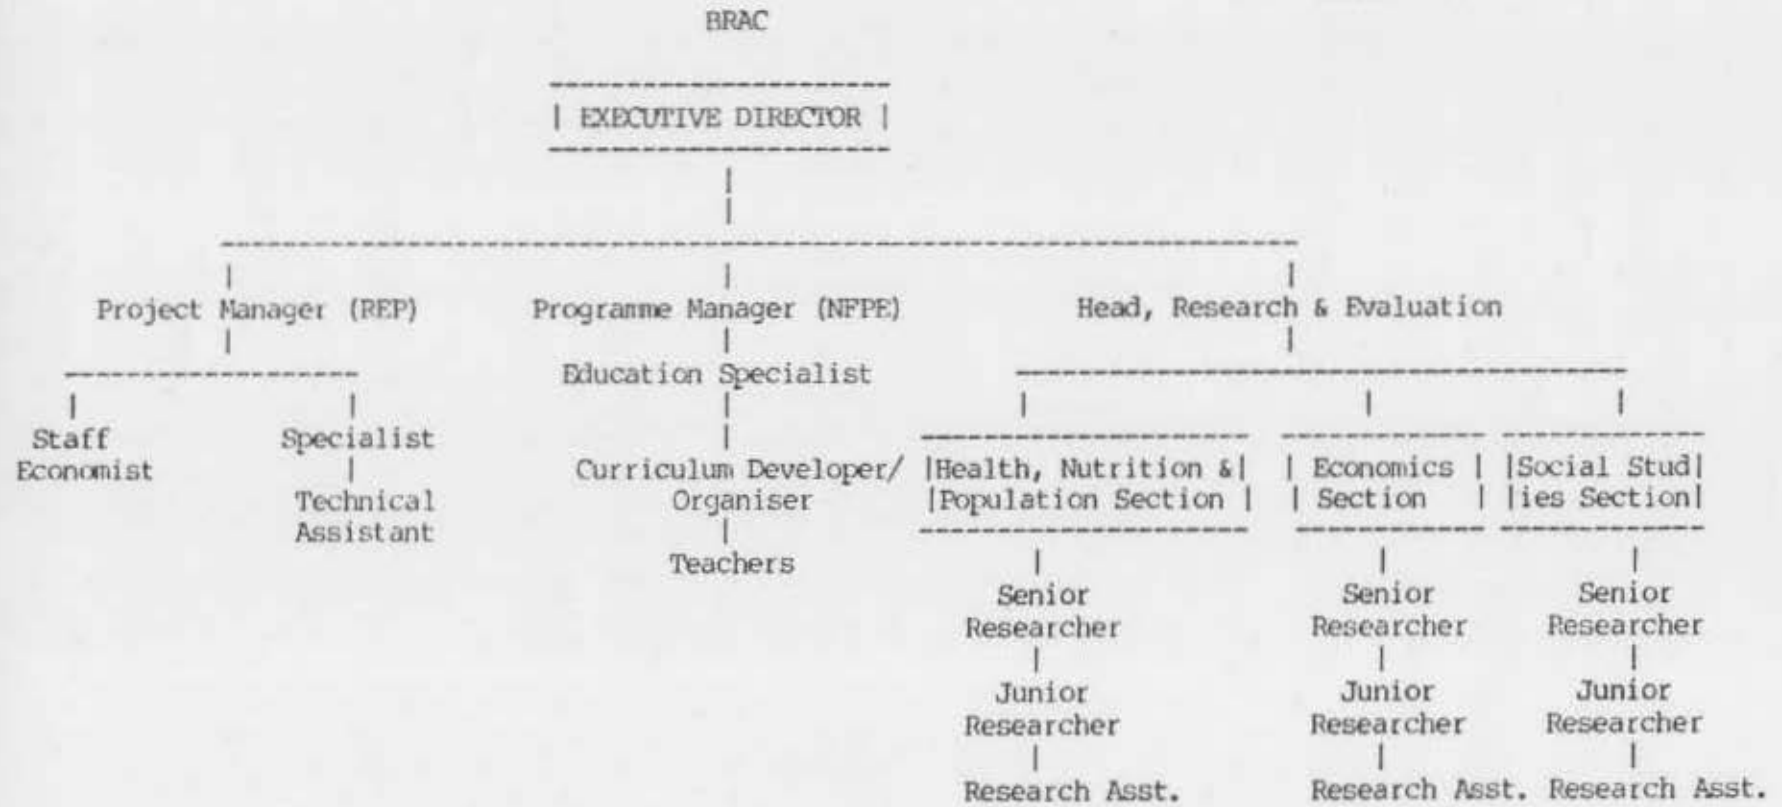 BRAC
| EXECUTIVE DIRECTOR |
Project Manager (REP)
Programme Manager (NFPE)
Head, Research & Evaluation
Education Specialist
Staff
Economist
Specialist
Technical
Assistant
Curriculum Developer/
Organiser
Teachers
|Health, Nutrition &|
|Population Section |
| Economics |
| Section |
|Social Stud|
|ies Section|
Senior
Researcher
Junior
Researcher
Research Asst.
Senior
Researcher
Junior
Researcher
Research Asst.
Senior
Researcher
Junior
Researcher
Research Asst.